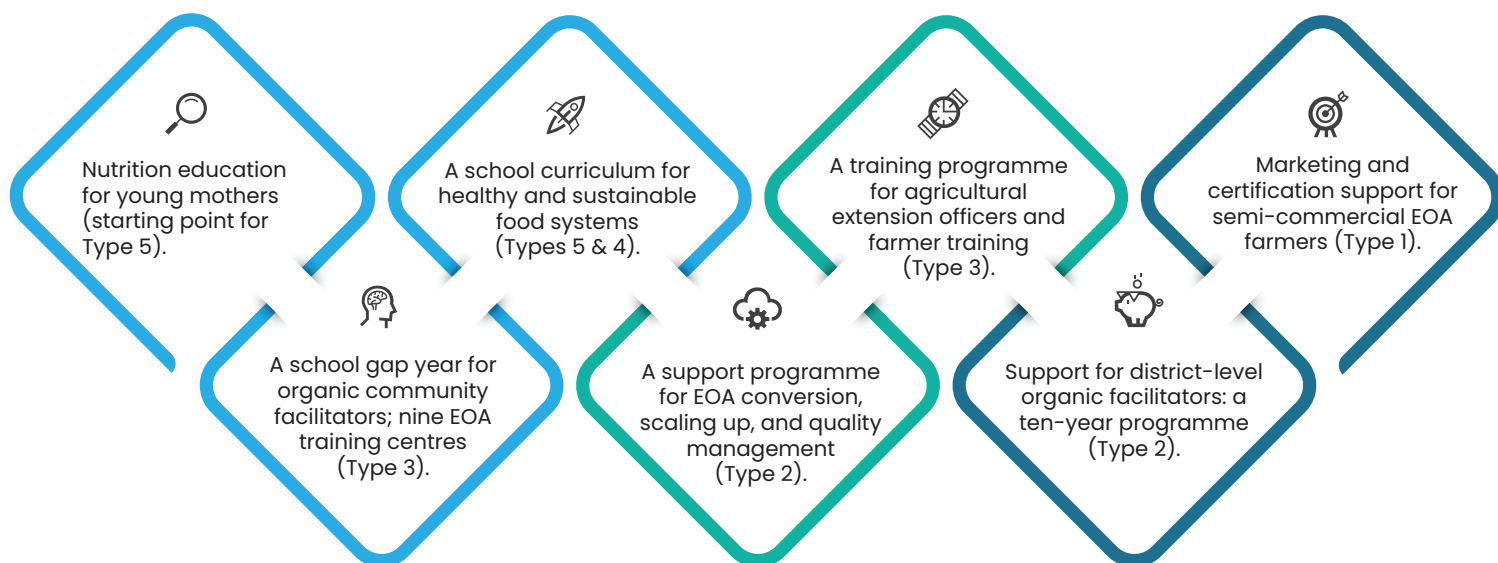 Nutrition education
for young mothers
(starting point for
Type 5).
A school gap year for
organic community
facilitators; nine EOA
training centres
(Type 3).
A school curriculum for
healthy and sustainable
food systems
(Types 5 & 4).
A support programme
for EOA conversion,
scaling up, and quality
management
(Type 2).
A training programme
for agricultural
extension officers and
farmer training
(Type 3).
Support for district-level
organic facilitators: a
ten-year programme
(Type 2).
Marketing and
certification support for
semi-commercial EOA
farmers (Type 1).